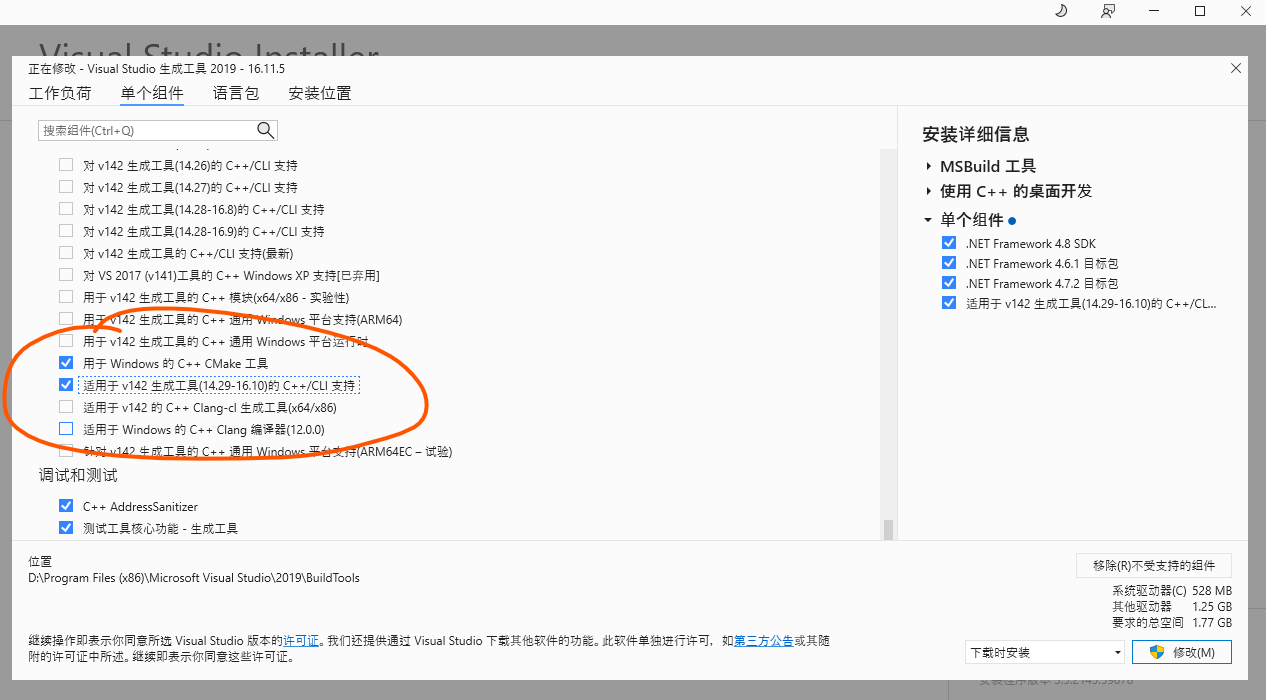 Visual Studio Installer
正在修改 - Visual Studio 生成工具 2019 - 16.11.5
工作负荷 单个组件 语言包 安装位置
搜索组件(Ctrl+Q)
对 v142 生成工具(14.26)的 C++/CLI 支持
对 v142 生成工具(14.27)的 C++/CLI 支持
对 v142 生成工具(14.28-16.8)的 C++/CLI 支持
对 v142 生成工具(14.28-16.9)的 C++/CLI 支持
对 v142 生成工具的 C++/CLI 支持(最新)
对 VS 2017 (v141)工具的 C++ Windows XP 支持[已弃用]
用于 v142 生成工具的 C++ 模块(x64/x86 - 实验性)
用于 v142 生成工具的 C++ 通用 Windows 平台支持(ARM64)
用于 v142 生成工具的 C++ 通用 Windows 平台运行时
用于 Windows 的 C++ CMake 工具
适用于 v142 生成工具(14.29-16.10)的 C++/CLI 支持
适用于 v142 的 C++ Clang-cl 生成工具(x64/x86)
适用于 Windows 的 C++ Clang 编译器(12.0.0)
针对 v142 生成工具的 C++ 通用 Windows 平台支持(ARM64EC – 试验)
调试和测试
C++ AddressSanitizer
测试工具核心功能 - 生成工具
安装详细信息
MSBuild 工具
使用 C++ 的桌面开发
单个组件
.NET Framework 4.8 SDK
.NET Framework 4.6.1 目标包
.NET Framework 4.7.2 目标包
适用于 v142 生成工具(14.29-16.10)的 C++/CL...
位置
D:\Program Files (x86)\Microsoft Visual Studio\2019\BuildTools
移除(R)不受支持的组件
系统驱动器(C) 528 MB
其他驱动器 1.25 GB
要求的总空间 1.77 GB
继续操作即表示你同意所选 Visual Studio 版本的许可证。我们还提供通过 Visual Studio 下载其他软件的功能。此软件单独进行许可，如第三方公告或其随
附的许可证中所述。继续即表示你同意这些许可证。
下载时安装
修改(M)